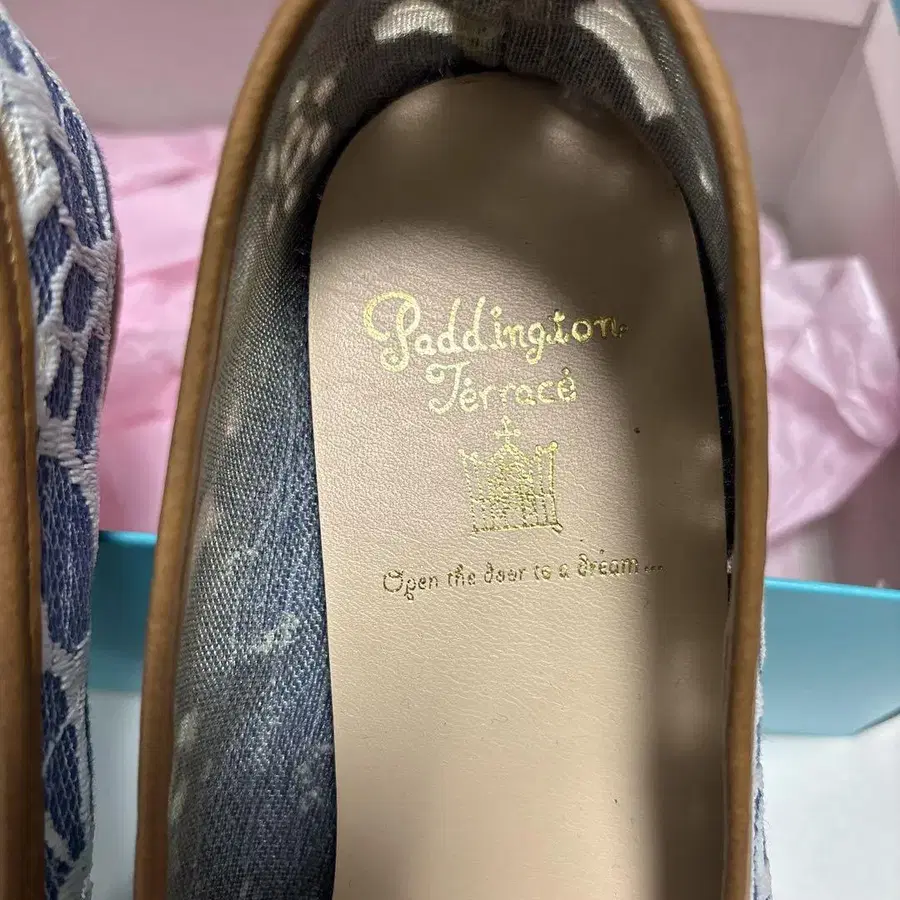 Paddington
Terrace
Open the door to a dream...